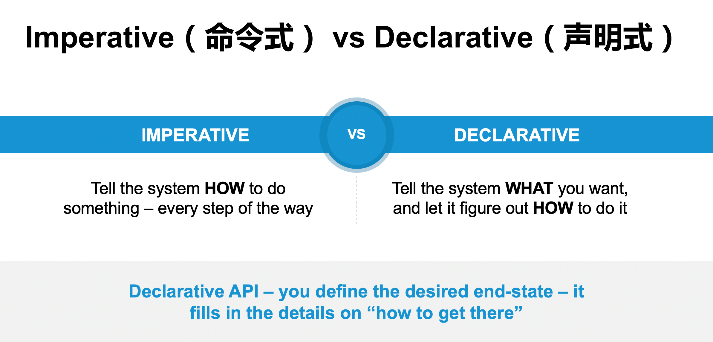 Imperative（命令式）vs Declarative（声明式）
IMPERATIVE
VS
DECLARATIVE
Tell the system HOW to do
something – every step of the way
Tell the system WHAT you want,
and let it figure out HOW to do it
Declarative API – you define the desired end-state – it
fills in the details on “how to get there”